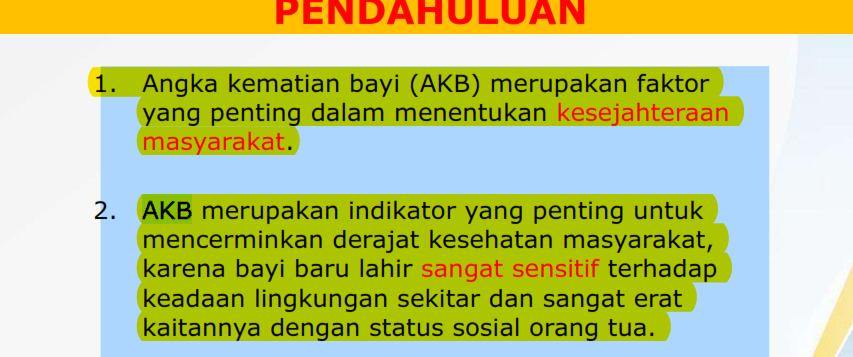 PENDAHULUAN
1. Angka kematian bayi (AKB) merupakan faktor
yang penting dalam menentukan kesejahteraan
masyarakat.
2. AKB merupakan indikator yang penting untuk
mencerminkan derajat kesehatan masyarakat,
karena bayi baru lahir sangat sensitif terhadap
keadaan lingkungan sekitar dan sangat erat
kaitannya dengan status sosial orang tua.